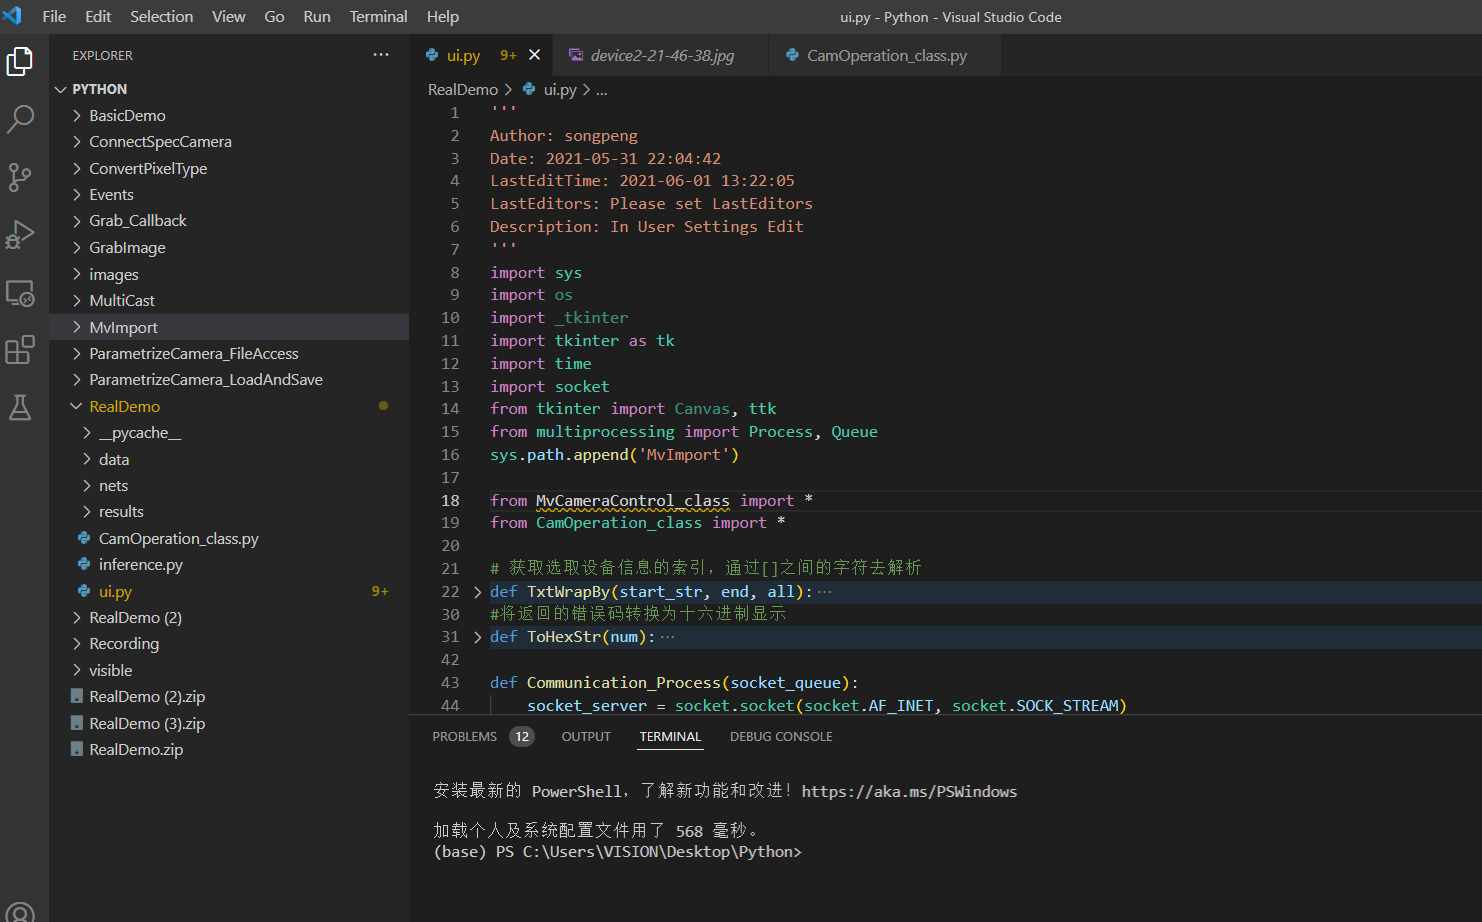 File Edit Selection View Go Run Terminal Help
ui.py - Python - Visual Studio Code
EXPLORER ...
PYTHON
BasicDemo
ConnectSpecCamera
ConvertPixelType
Events
Grab_Callback
GrabImage
images
MultiCast
MvImport
ParametrizeCamera_FileAccess
ParametrizeCamera_LoadAndSave
RealDemo
__pycache__
data
nets
results
CamOperation_class.py
inference.py
ui.py 9+
RealDemo (2)
Recording
visible
RealDemo (2).zip
RealDemo (3).zip
RealDemo.zip
ui.py 9+
device2-21-46-38.jpg
CamOperation_class.py
RealDemo > ui.py > ...
1 '''
2 Author: songpeng
3 Date: 2021-05-31 22:04:42
4 LastEditTime: 2021-06-01 13:22:05
5 LastEditors: Please set LastEditors
6 Description: In User Settings Edit
7 '''
8 import sys
9 import os
10 import _tkinter
11 import tkinter as tk
12 import time
13 import socket
14 from tkinter import Canvas, ttk
15 from multiprocessing import Process, Queue
16 sys.path.append('MvImport')
17
18 from MvCameraControl_class import *
19 from CamOperation_class import *
20
21 # 获取选取设备信息的索引，通过[]之间的字符去解析
22 > def TxtWrapBy(start_str, end, all):...
30 #将返回的错误码转换为十六进制显示
31 > def ToHexStr(num):...
42
43 def Communication_Process(socket_queue):
44 socket_server = socket.socket(socket.AF_INET, socket.SOCK_STREAM)
PROBLEMS 12 OUTPUT TERMINAL DEBUG CONSOLE
安装最新的 PowerShell，了解新功能和改进！https://aka.ms/PSWindows
加载个人及系统配置文件用了 568 毫秒。
(base) PS C:\Users\VISION\Desktop\Python>